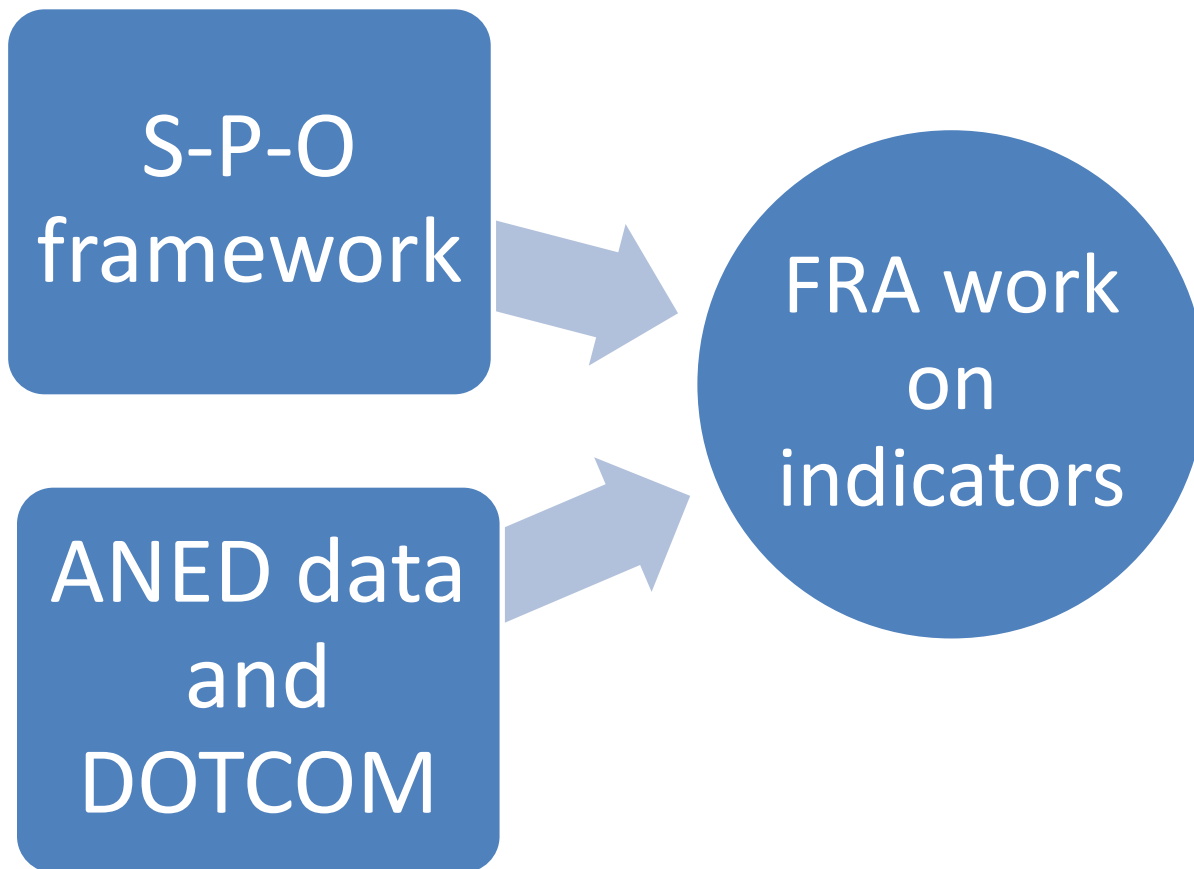 S-P-O
framework
ANED data
and
DOTCOM
FRA work
on
indicators